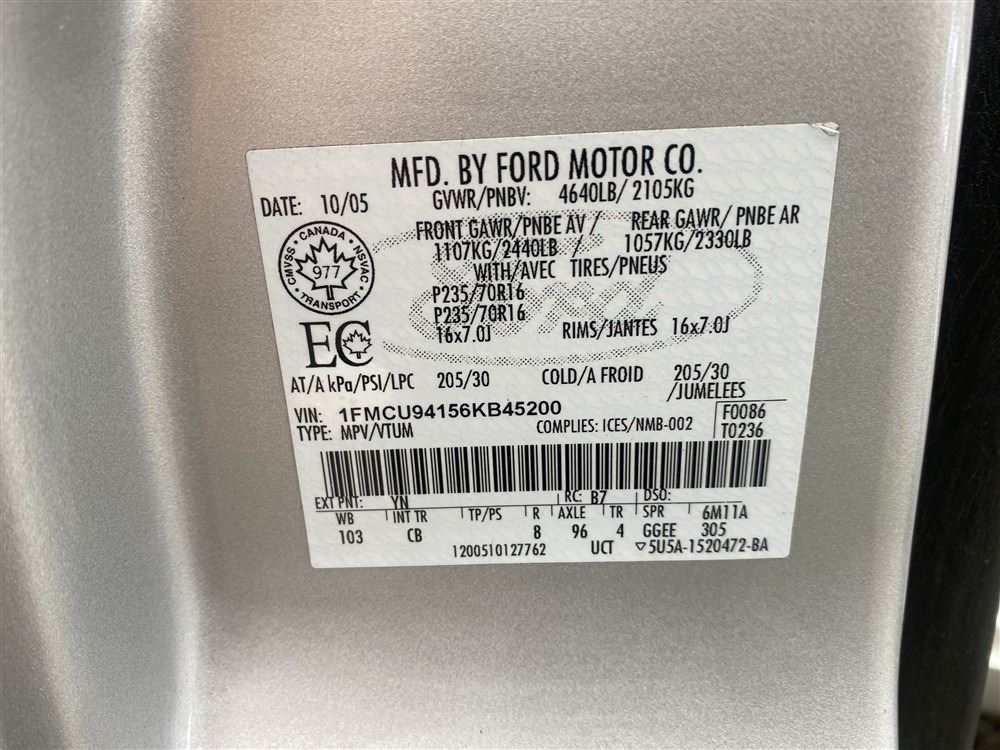 MFD. BY FORD MOTOR CO.
DATE: 10/05 GVWR/PNBV: 4640LB/ 2105KG
FRONT GAWR/PNBE AV / REAR GAWR/ PNBE AR
1107KG/2440LB / 1057KG/2330LB
WITH/AVEC TIRES/PNEUS
P235/70R16
P235/70R16
16x7.0J RIMS/JANTES 16x7.0J
CANADA
CMVSS 977 NSVAC
TRANSPORT
EC
AT/A kPa/PSI/LPC 205/30 COLD/A FROID 205/30
/JUMELEES
VIN: 1FMCU94156KB45200 F0086
TYPE: MPV/VTUM COMPLIES: ICES/NMB-002 T0236
EXT PNT: YN RC: B7 DSO:
WB INT TR TP/PS R AXLE TR SPR 6M11A
103 CB 8 96 4 GGEE 305
1200510127762 UCT ▽5U5A-1520472-BA